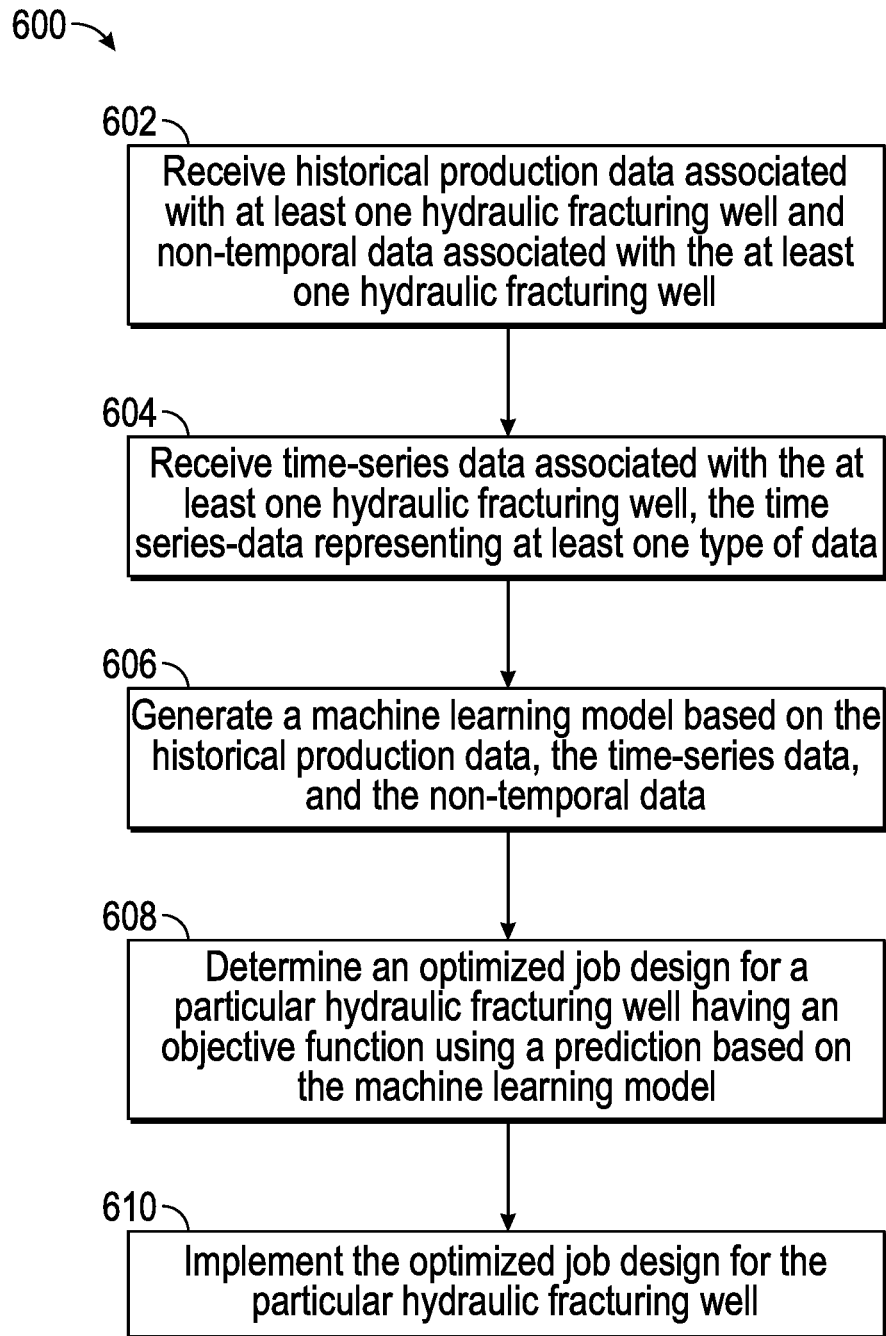 600
602
Receive historical production data associated
with at least one hydraulic fracturing well and
non-temporal data associated with the at least
one hydraulic fracturing well
604
Receive time-series data associated with the at
least one hydraulic fracturing well, the time
series-data representing at least one type of data
606
Generate a machine learning model based on the
historical production data, the time-series data,
and the non-temporal data
608
Determine an optimized job design for a
particular hydraulic fracturing well having an
objective function using a prediction based on
the machine learning model
610
Implement the optimized job design for the
particular hydraulic fracturing well